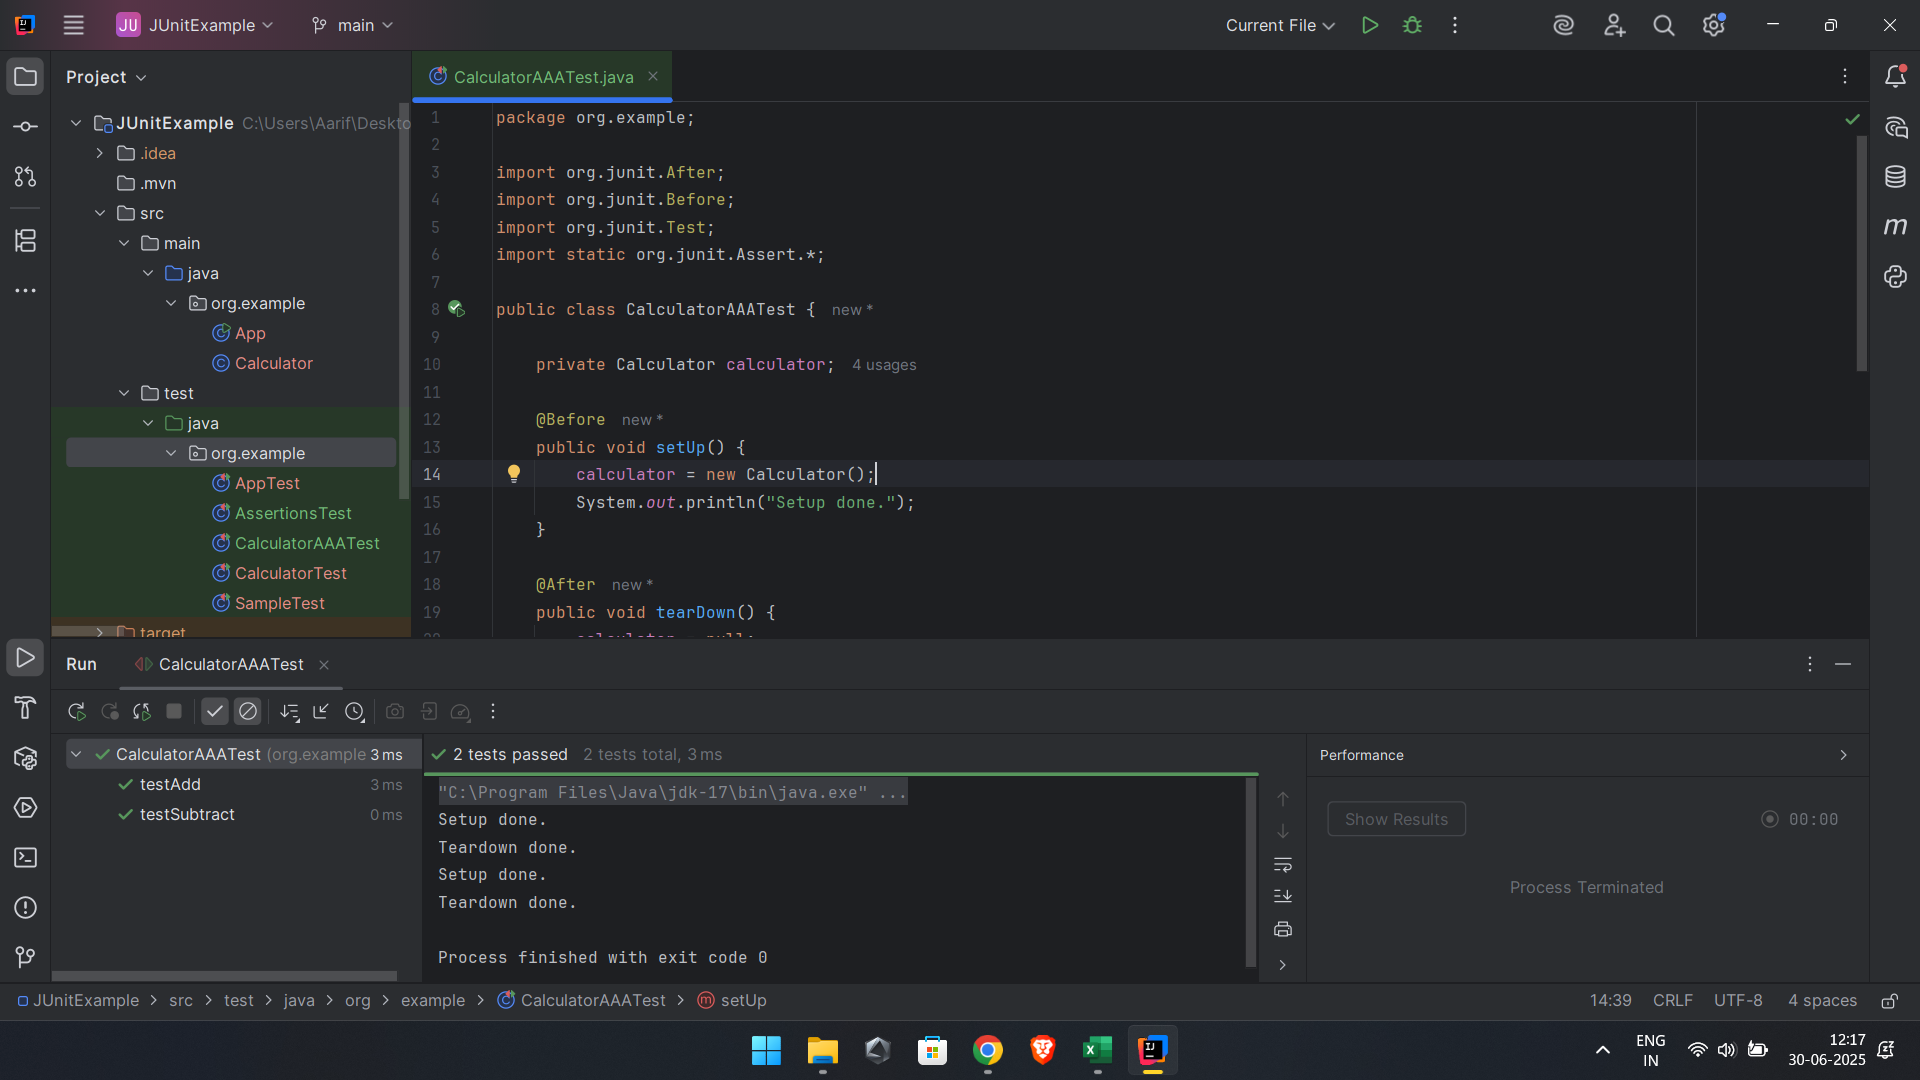 JU JUnitExample main Current File
Project
CalculatorAAATest.java
JUnitExample C:\Users\Aarif\Deskto
.idea
.mvn
src
main
java
org.example
App
Calculator
test
java
org.example
AppTest
AssertionsTest
CalculatorAAATest
CalculatorTest
SampleTest
target
1 package org.example;
2
3 import org.junit.After;
4 import org.junit.Before;
5 import org.junit.Test;
6 import static org.junit.Assert.*;
7
8 public class CalculatorAAATest { new *
9
10 private Calculator calculator; 4 usages
11
12 @Before new *
13 public void setUp() {
14 calculator = new Calculator();
15 System.out.println("Setup done.");
16 }
17
18 @After new *
19 public void tearDown() {
Run CalculatorAAATest
CalculatorAAATest (org.example 3 ms
testAdd 3 ms
testSubtract 0 ms
2 tests passed 2 tests total, 3 ms
"C:\Program Files\Java\jdk-17\bin\java.exe" ...
Setup done.
Teardown done.
Setup done.
Teardown done.
Process finished with exit code 0
Performance
Show Results 00:00
Process Terminated
JUnitExample > src > test > java > org > example > CalculatorAAATest > setUp 14:39 CRLF UTF-8 4 spaces
ENG
IN
12:17
30-06-2025